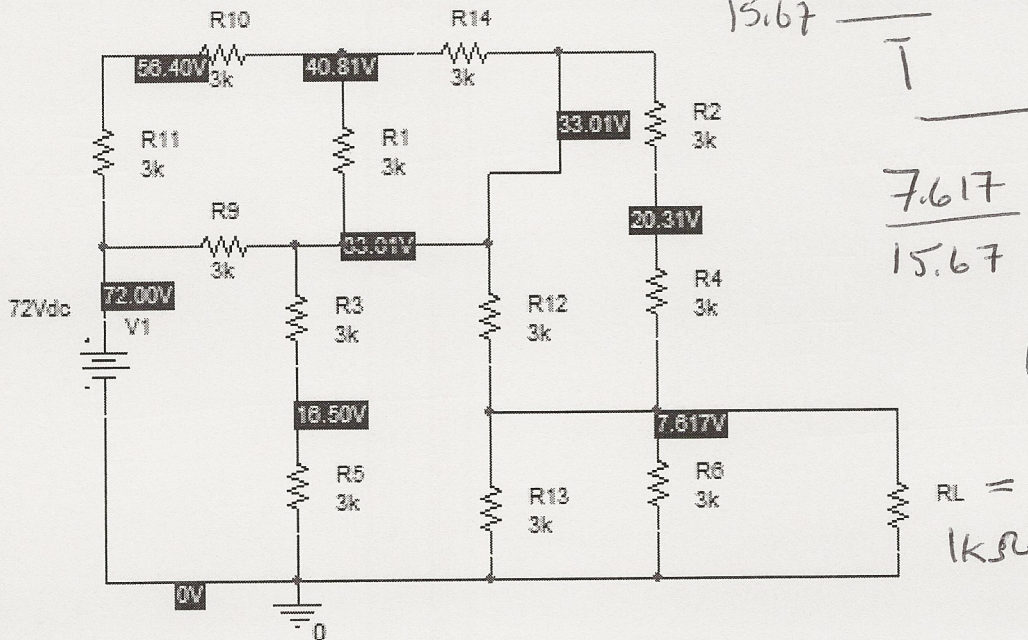 15.67
R10
R14
56.40V
3k
40.81V
3k
33.01V
R2
3k
R11
3k
R1
3k
7.617
15.67
R9
3k
33.01V
20.31V
72Vdc
72.00V
V1
R3
3k
R12
3k
R4
3k
16.50V
7.617V
R5
3k
R13
3k
R6
3k
RL =
1kΩ
0V
0